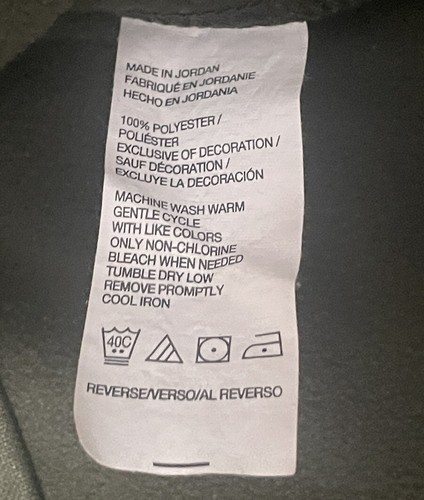 MADE IN JORDAN
FABRIQUÉ EN JORDANIE
HECHO EN JORDANIA
100% POLYESTER /
POLIÉSTER
EXCLUSIVE OF DECORATION /
SAUF DÉCORATION /
EXCLUYE LA DECORACIÓN
MACHINE WASH WARM
GENTLE CYCLE
WITH LIKE COLORS
ONLY NON-CHLORINE
BLEACH WHEN NEEDED
TUMBLE DRY LOW
REMOVE PROMPTLY
COOL IRON
40C
REVERSE/VERSO/AL REVERSO